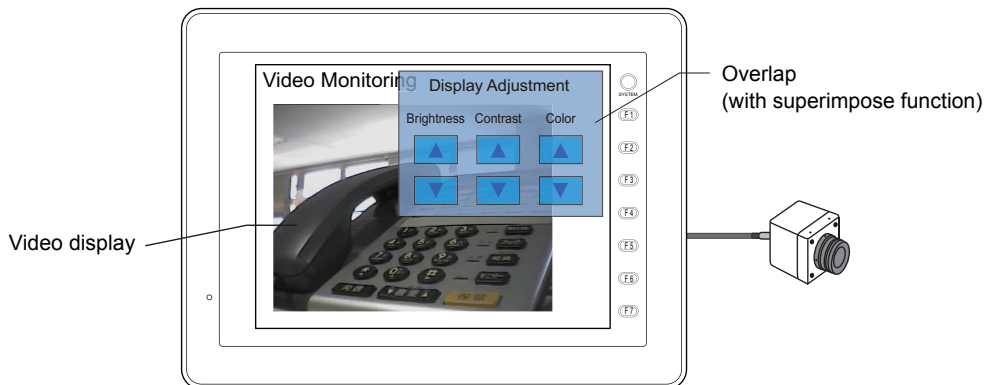 Video Monitoring
Display Adjustment
Brightness Contrast Color
Overlap
(with superimpose function)
SYSTEM
F1
F2
F3
F4
F5
F6
F7
Video display